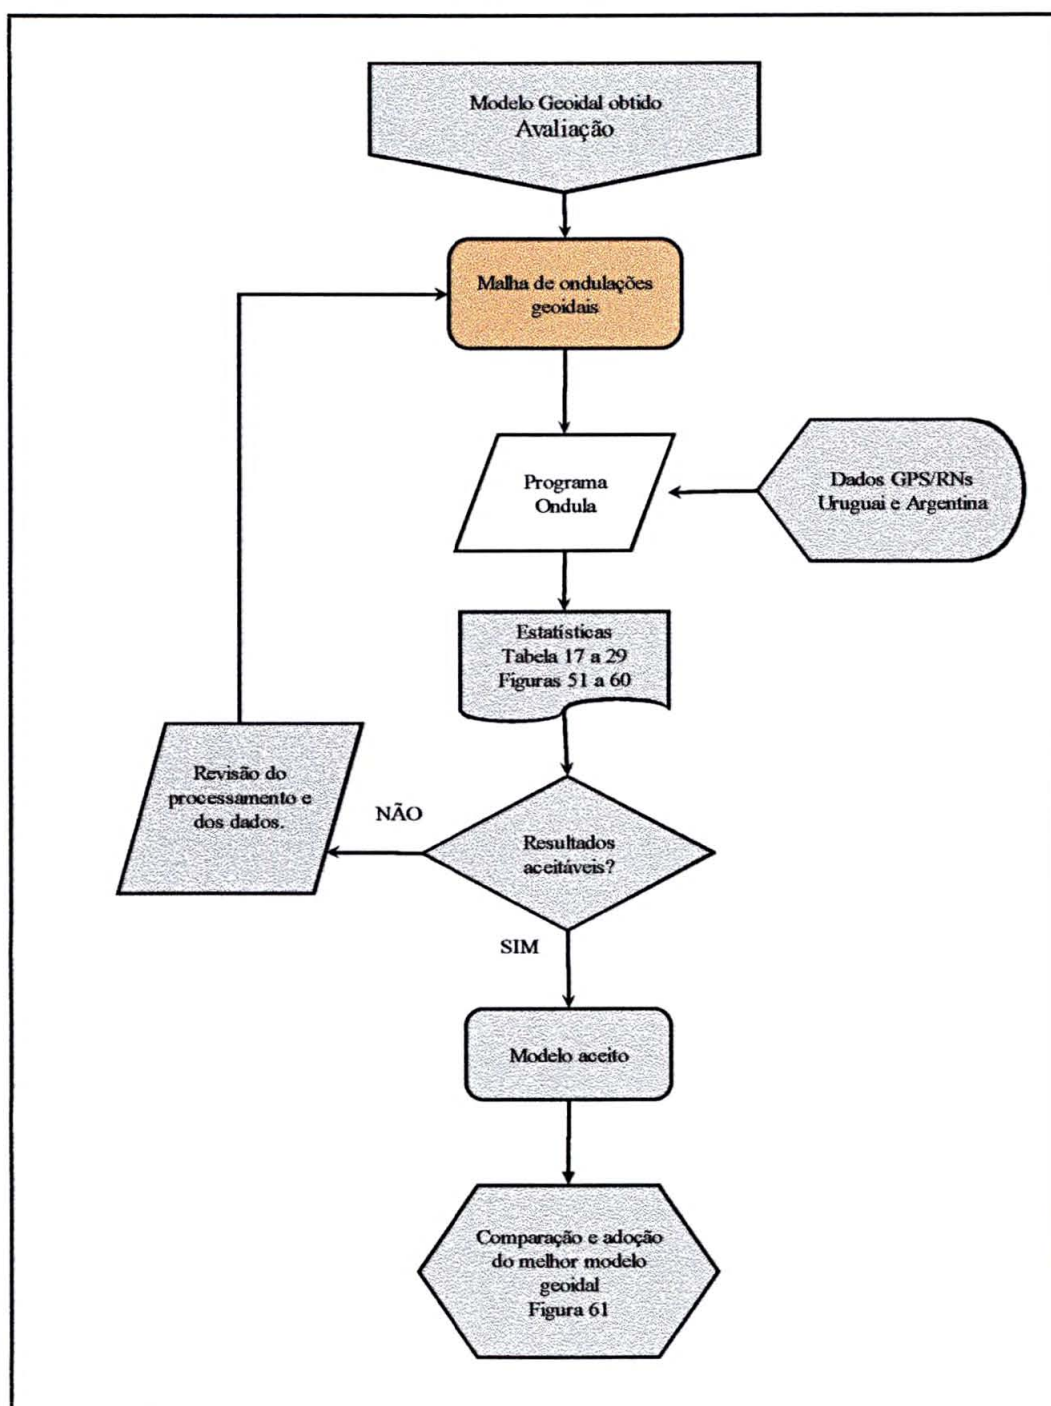 Modelo Geoidal obtido
Avaliação
Malha de ondulações
geoidais
Programa
Ondula
Dados GPS/RNs
Uruguai e Argentina
Estatísticas
Tabela 17 a 29
Figuras 51 a 60
Resultados
aceitáveis?
NÃO
Revisão do
processamento e
dos dados.
SIM
Modelo aceito
Comparação e adoção
do melhor modelo
geoidal
Figura 61